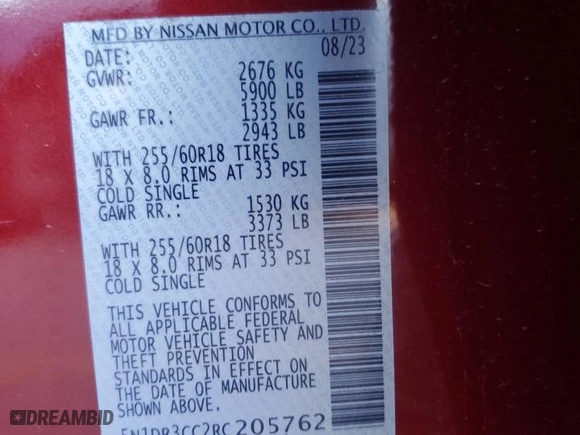 MFD BY NISSAN MOTOR CO., LTD.
DATE: 08/23
GVWR: 2676 KG
5900 LB
GAWR FR.: 1335 KG
2943 LB
WITH 255/60R18 TIRES
18 X 8.0 RIMS AT 33 PSI
COLD SINGLE
GAWR RR.: 1530 KG
3373 LB
WITH 255/60R18 TIRES
18 X 8.0 RIMS AT 33 PSI
COLD SINGLE
THIS VEHICLE CONFORMS TO
ALL APPLICABLE FEDERAL
MOTOR VEHICLE SAFETY AND
THEFT PREVENTION
STANDARDS IN EFFECT ON
THE DATE OF MANUFACTURE
SHOWN ABOVE.
5N1DR3CC2RC205762
DREAMBID